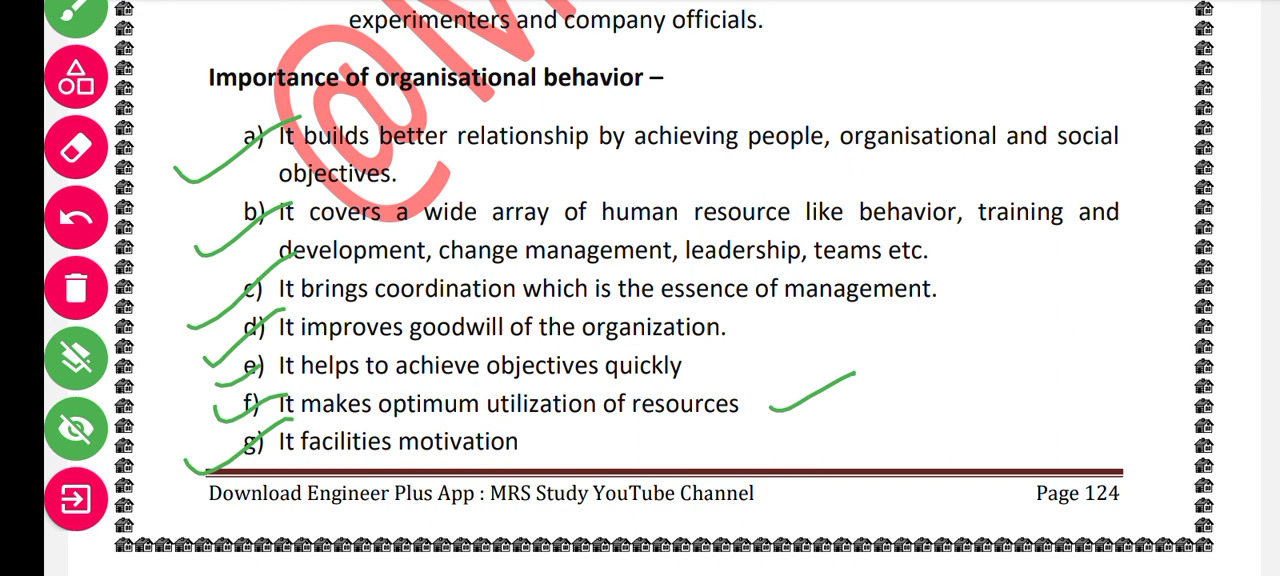 experimenters and company officials.
Importance of organisational behavior –
a) It builds better relationship by achieving people, organisational and social
objectives.
b) It covers a wide array of human resource like behavior, training and
development, change management, leadership, teams etc.
c) It brings coordination which is the essence of management.
d) It improves goodwill of the organization.
e) It helps to achieve objectives quickly
f) It makes optimum utilization of resources
g) It facilities motivation
Download Engineer Plus App : MRS Study YouTube Channel Page 124